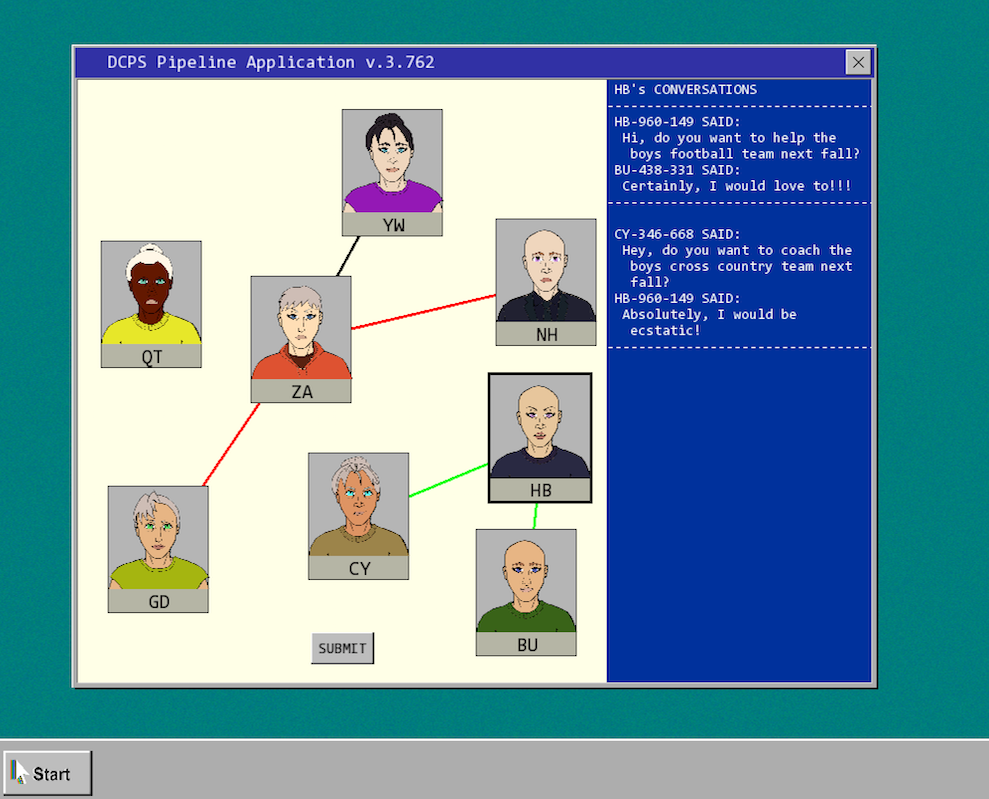 DCPS Pipeline Application v.3.762
HB's CONVERSATIONS
HB-960-149 SAID:
Hi, do you want to help the
boys football team next fall?
BU-438-331 SAID:
Certainly, I would love to!!!
CY-346-668 SAID:
Hey, do you want to coach the
boys cross country team next
fall?
HB-960-149 SAID:
Absolutely, I would be
ecstatic!
YW
NH
QT
ZA
HB
CY
GD
BU
SUBMIT
Start